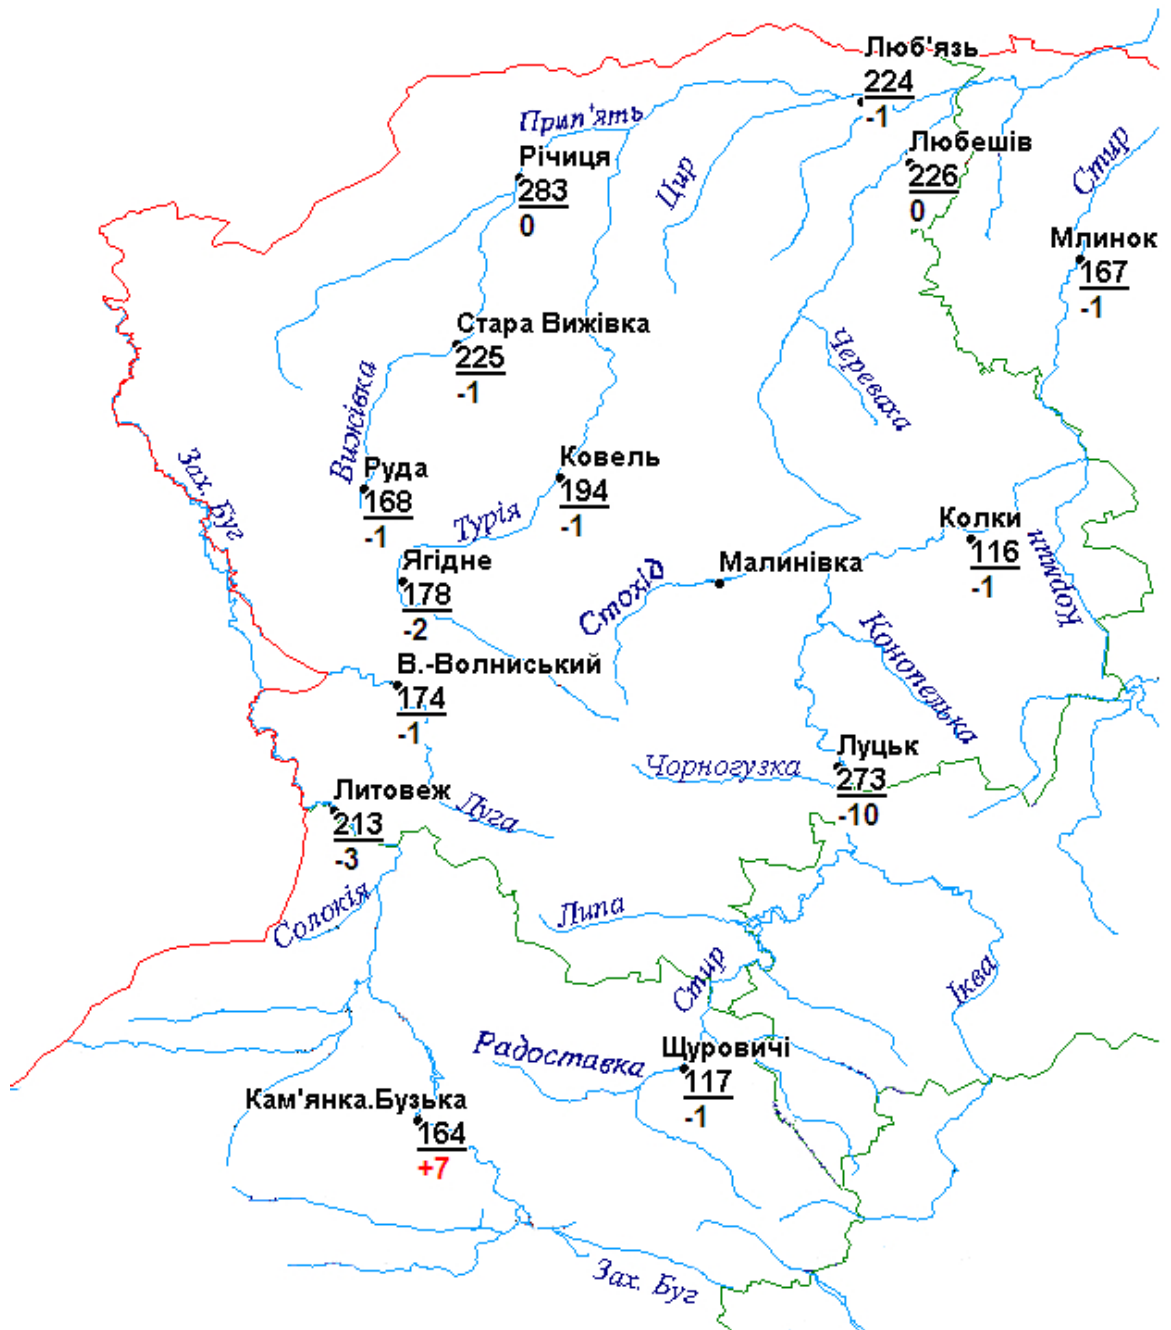 Люб'язь
224
-1
Прип'ять
Річиця
283
0
Цир
Любешів
226
0
Стир
Млинок
167
-1
Стара Вижівка
225
-1
Череваха
Вижівка
Зах. Буг
Руда
168
-1
Ковель
194
-1
Турія
Колки
116
-1
Кормин
Ягідне
178
-2
Малинівка
Стохід
Конопелька
В.-Волниський
174
-1
Луцьк
273
-10
Чорногузка
Литовеж
213
-3
Луга
Солокія
Липа
Стир
Іква
Радоставка
Щуровичі
117
-1
Кам'янка.Бузька
164
+7
Зах. Буг